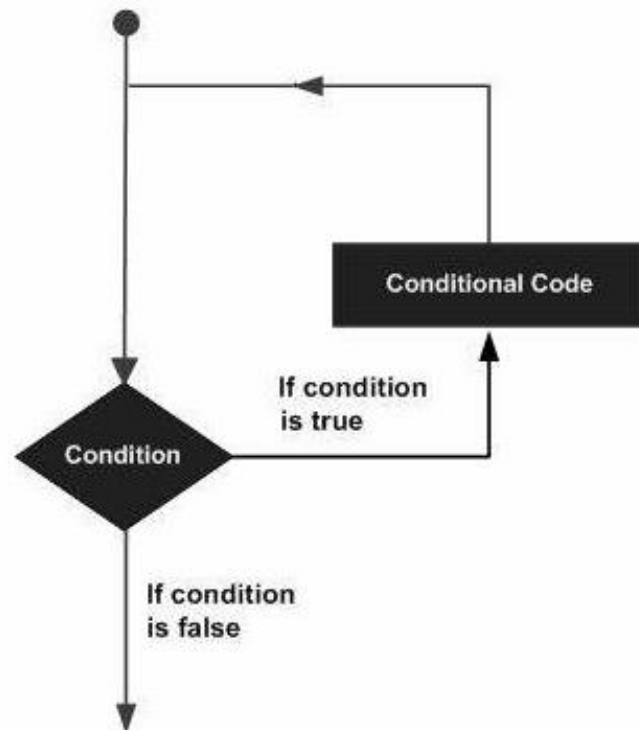 Conditional Code
If condition
is true
Condition
If condition
is false